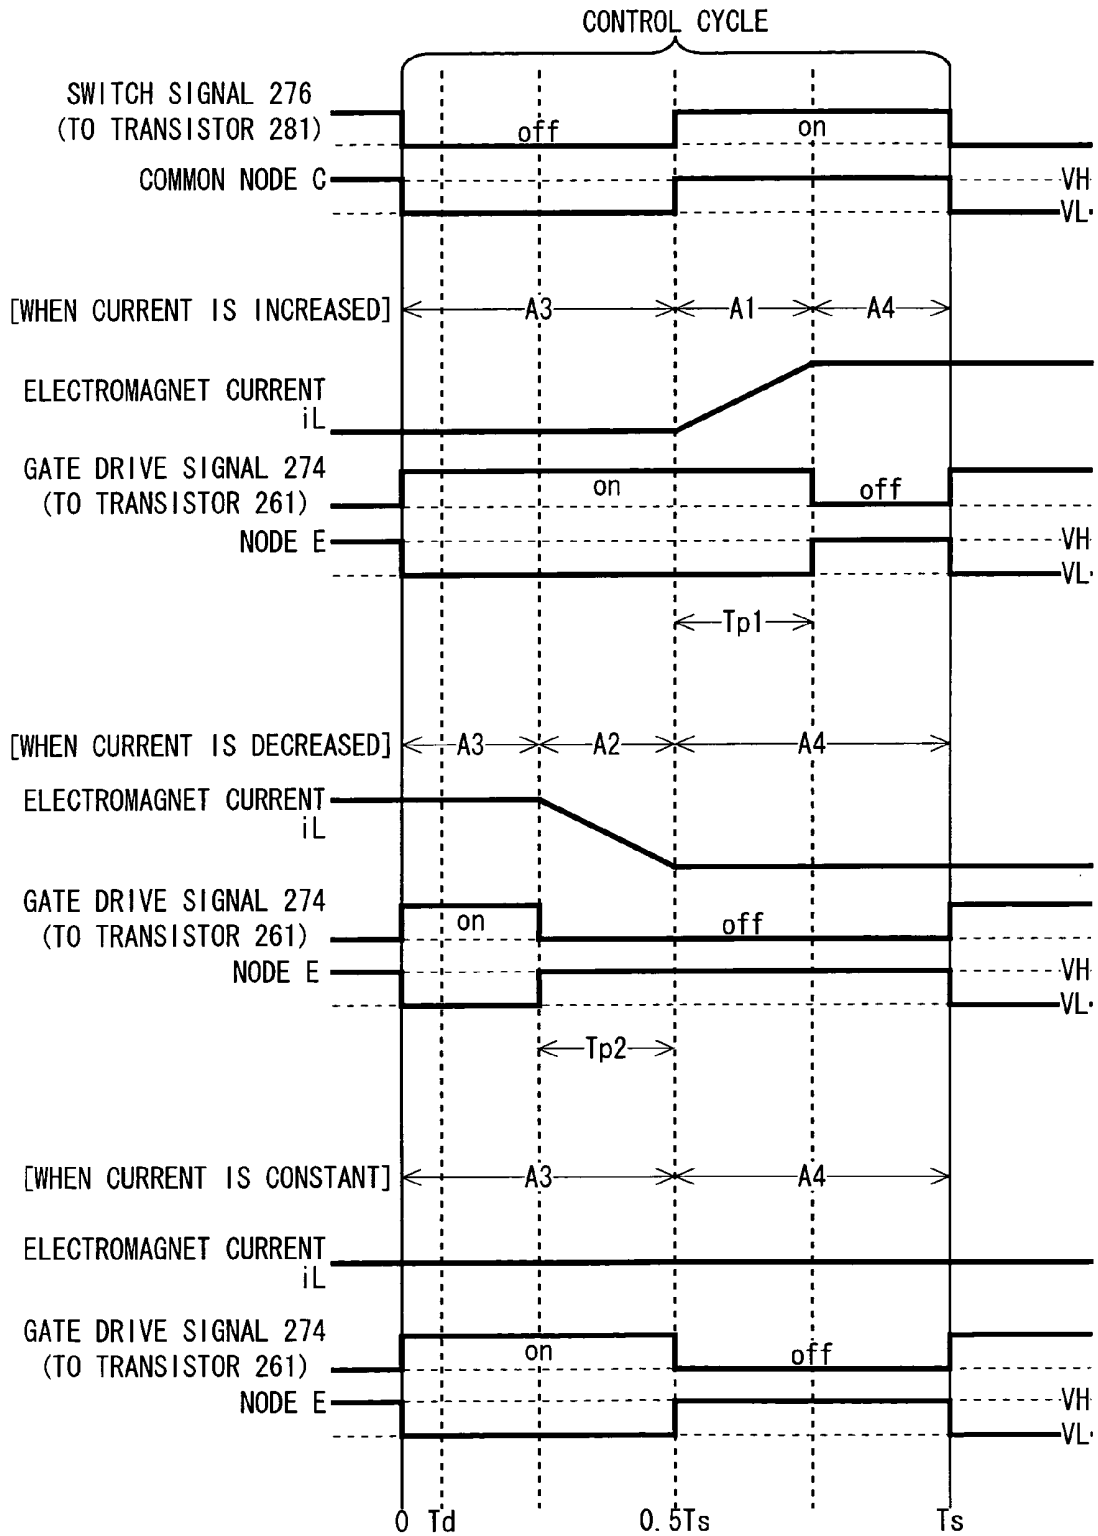 CONTROL CYCLE
SWITCH SIGNAL 276
(TO TRANSISTOR 281)
off
on
COMMON NODE C
VH
VL
[WHEN CURRENT IS INCREASED]
A3
A1
A4
ELECTROMAGNET CURRENT
iL
GATE DRIVE SIGNAL 274
(TO TRANSISTOR 261)
on
off
NODE E
VH
VL
Tp1
[WHEN CURRENT IS DECREASED]
A3
A2
A4
ELECTROMAGNET CURRENT
iL
GATE DRIVE SIGNAL 274
(TO TRANSISTOR 261)
on
off
NODE E
VH
VL
Tp2
[WHEN CURRENT IS CONSTANT]
A3
A4
ELECTROMAGNET CURRENT
iL
GATE DRIVE SIGNAL 274
(TO TRANSISTOR 261)
on
off
NODE E
VH
VL
0 Td 0.5Ts Ts